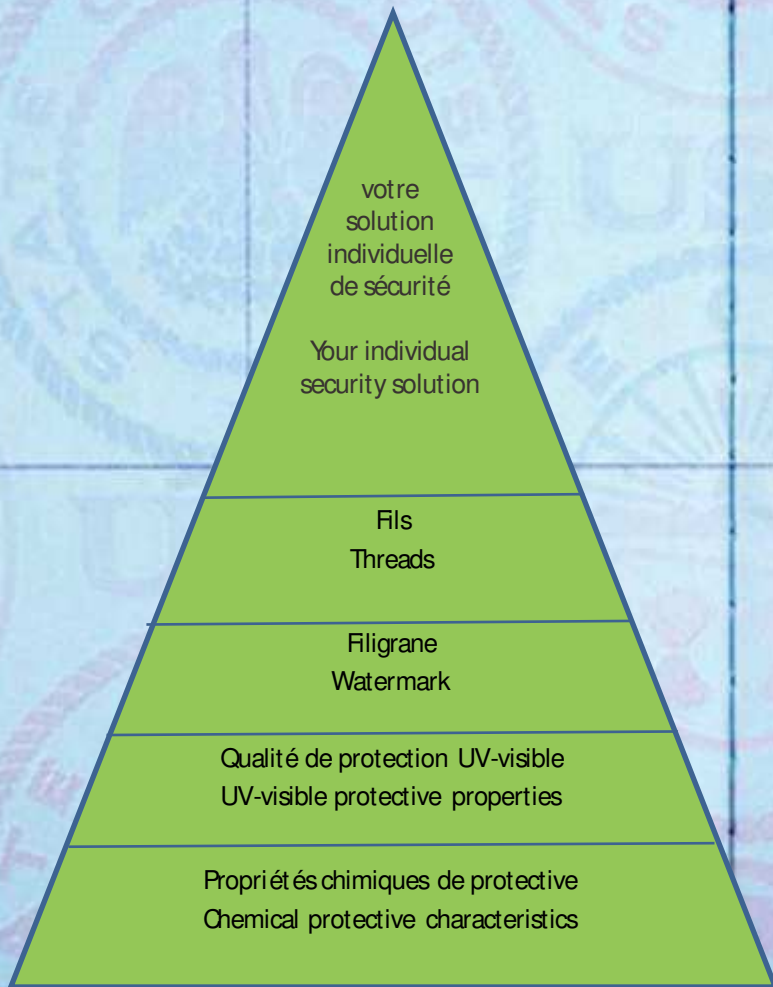 votre
solution
individuelle
de sécurité
Your individual
security solution
Fils
Threads
Filigrane
Watermark
Qualité de protection UV-visible
UV-visible protective properties
Propriétés chimiques de protective
Chemical protective characteristics